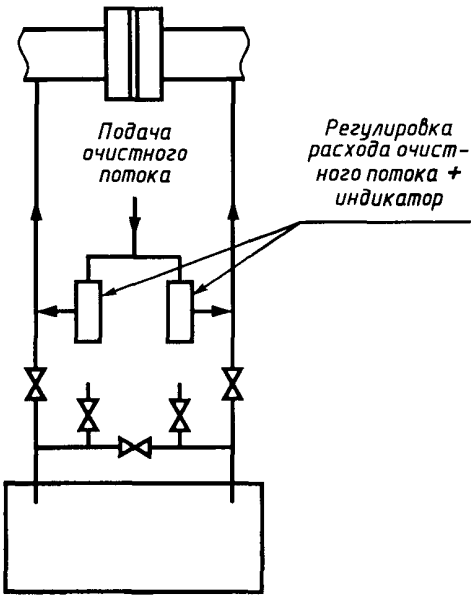 Подача
очистного
потока
Регулировка
расхода очист-
ного потока +
индикатор